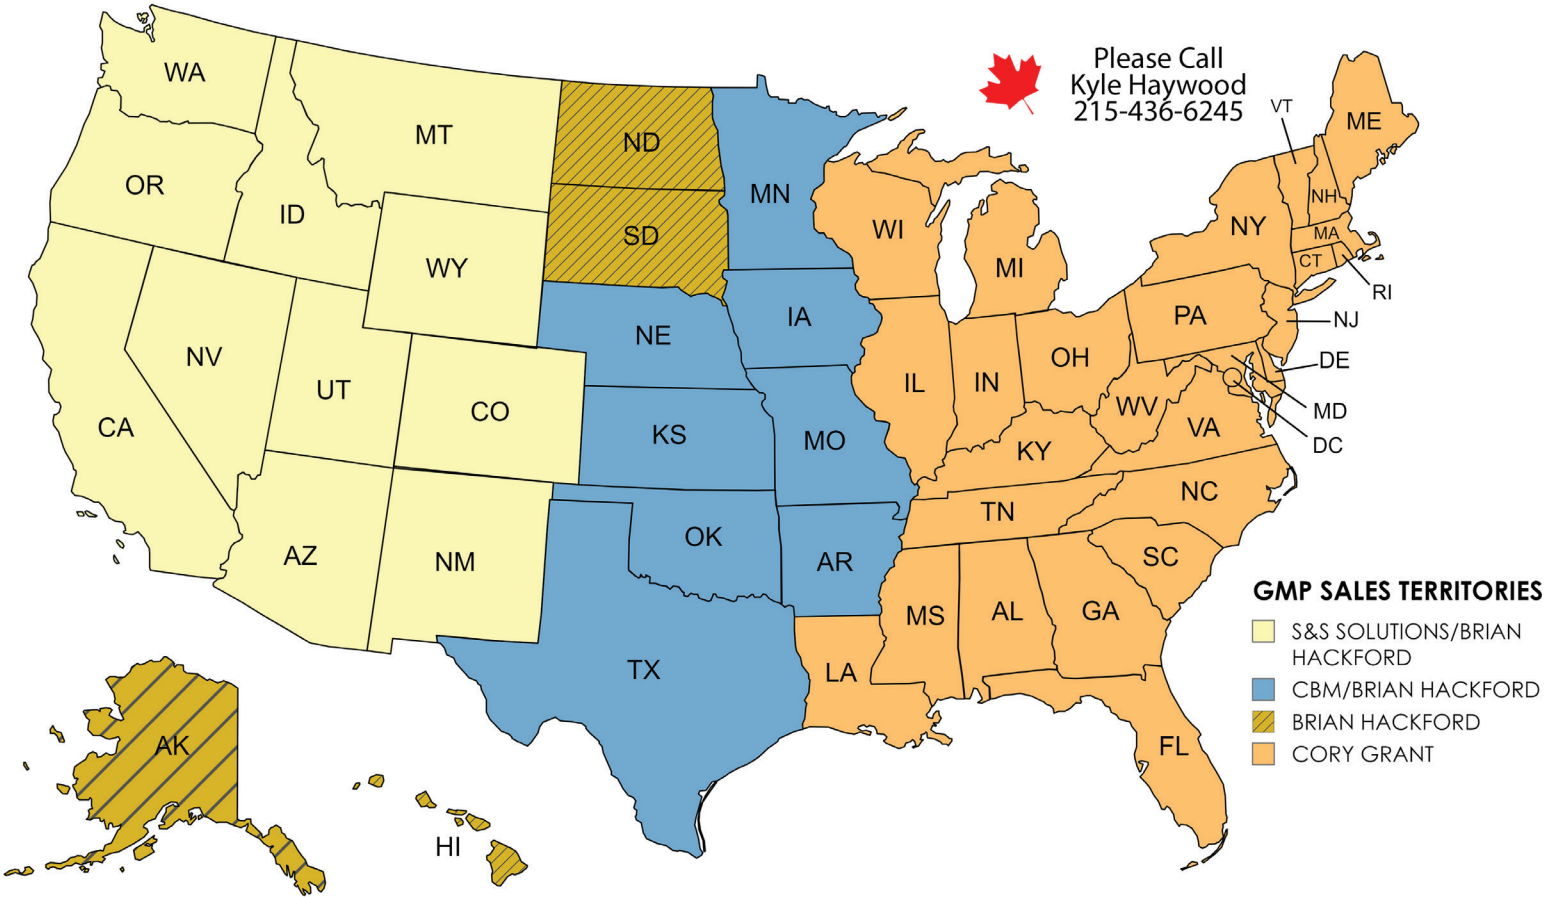 Please Call
Kyle Haywood
215-436-6245
WA
MT
ND
MN
VT
ME
OR
ID
SD
WI
NY
NH
MA
CT
WY
MI
RI
NE
IA
PA
NJ
NV
UT
CO
IL
IN
OH
DE
CA
KS
MO
KY
WV
VA
MD
DC
AZ
NM
OK
AR
TN
NC
SC
MS
AL
GA
TX
LA
FL
AK
HI
GMP SALES TERRITORIES
S&S SOLUTIONS/BRIAN
HACKFORD
CBM/BRIAN HACKFORD
BRIAN HACKFORD
CORY GRANT